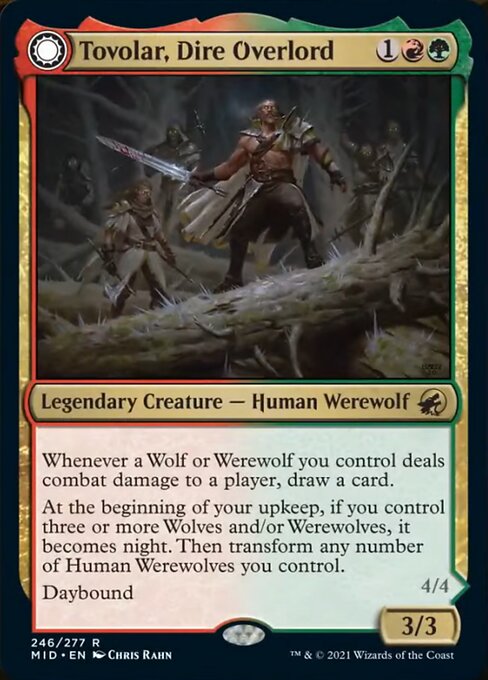 Tovolar, Dire Overlord 1
Legendary Creature — Human Werewolf
Whenever a Wolf or Werewolf you control deals
combat damage to a player, draw a card.
At the beginning of your upkeep, if you control
three or more Wolves and/or Werewolves, it
becomes night. Then transform any number
of Human Werewolves you control.
Daybound
4/4
3/3
246/277 R
MID • EN Chris Rahn
™ & © 2021 Wizards of the Coast